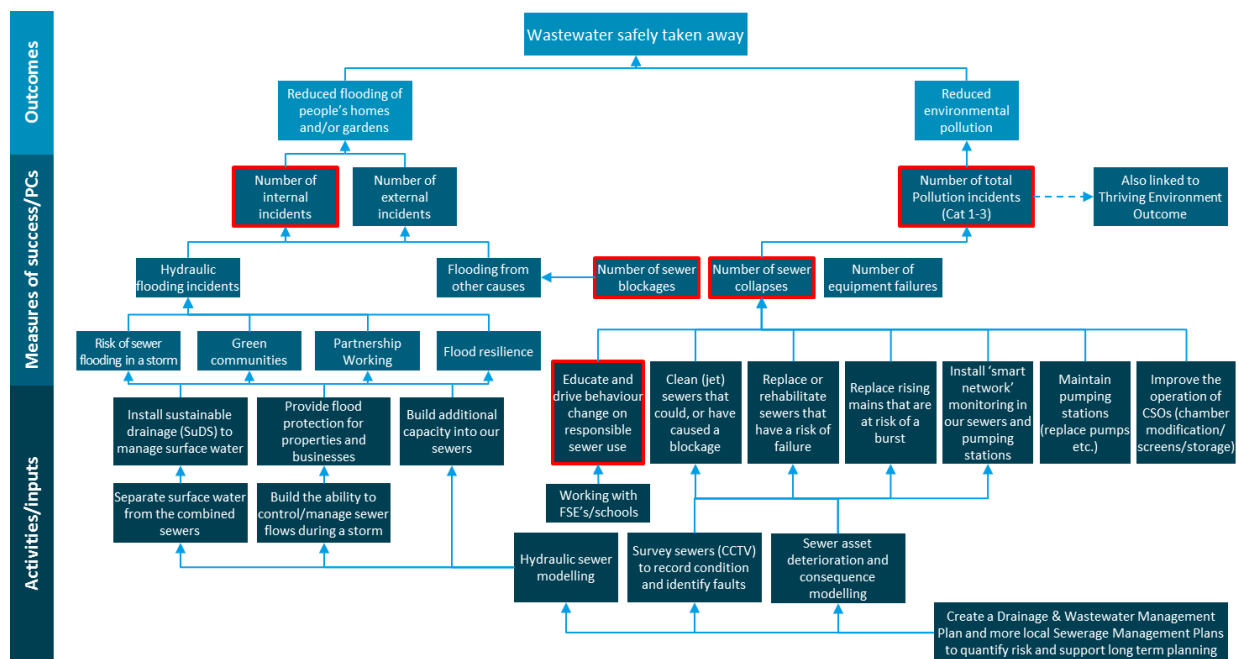 Outcomes
Measures of success/PCs
Activities/inputs
Wastewater safely taken away
Reduced flooding of
people's homes
and/or gardens
Reduced
environmental
pollution
Number of
internal
incidents
Number of
external
incidents
Number of total
Pollution incidents
(Cat 1-3)
Also linked to
Thriving Environment
Outcome
Hydraulic
flooding incidents
Flooding from
other causes
Number of sewer
blockages
Number of sewer
collapses
Number of
equipment failures
Risk of sewer
flooding in a storm
Green
communities
Partnership
Working
Flood resilience
Educate and
drive behaviour
change on
responsible
sewer use
Clean (jet)
sewers that
could, or have
caused a
blockage
Replace or
rehabilitate
sewers that
have a risk of
failure
Replace rising
mains that are
at risk of a
burst
Install 'smart
network'
monitoring in
our sewers and
pumping
stations
Maintain
pumping
stations
(replace pumps
etc.)
Improve the
operation of
CSOs (chamber
modification/
screens/storage)
Install sustainable
drainage (SuDS) to
manage surface water
Provide flood
protection for
properties and
businesses
Build additional
capacity into our
sewers
Separate surface water
from the combined
sewers
Build the ability to
control/manage sewer
flows during a storm
Working with
FSE's/schools
Hydraulic sewer
modelling
Survey sewers (CCTV)
to record condition
and identify faults
Sewer asset
deterioration and
consequence
modelling
Create a Drainage & Wastewater Management
Plan and more local Sewerage Management Plans
to quantify risk and support long term planning